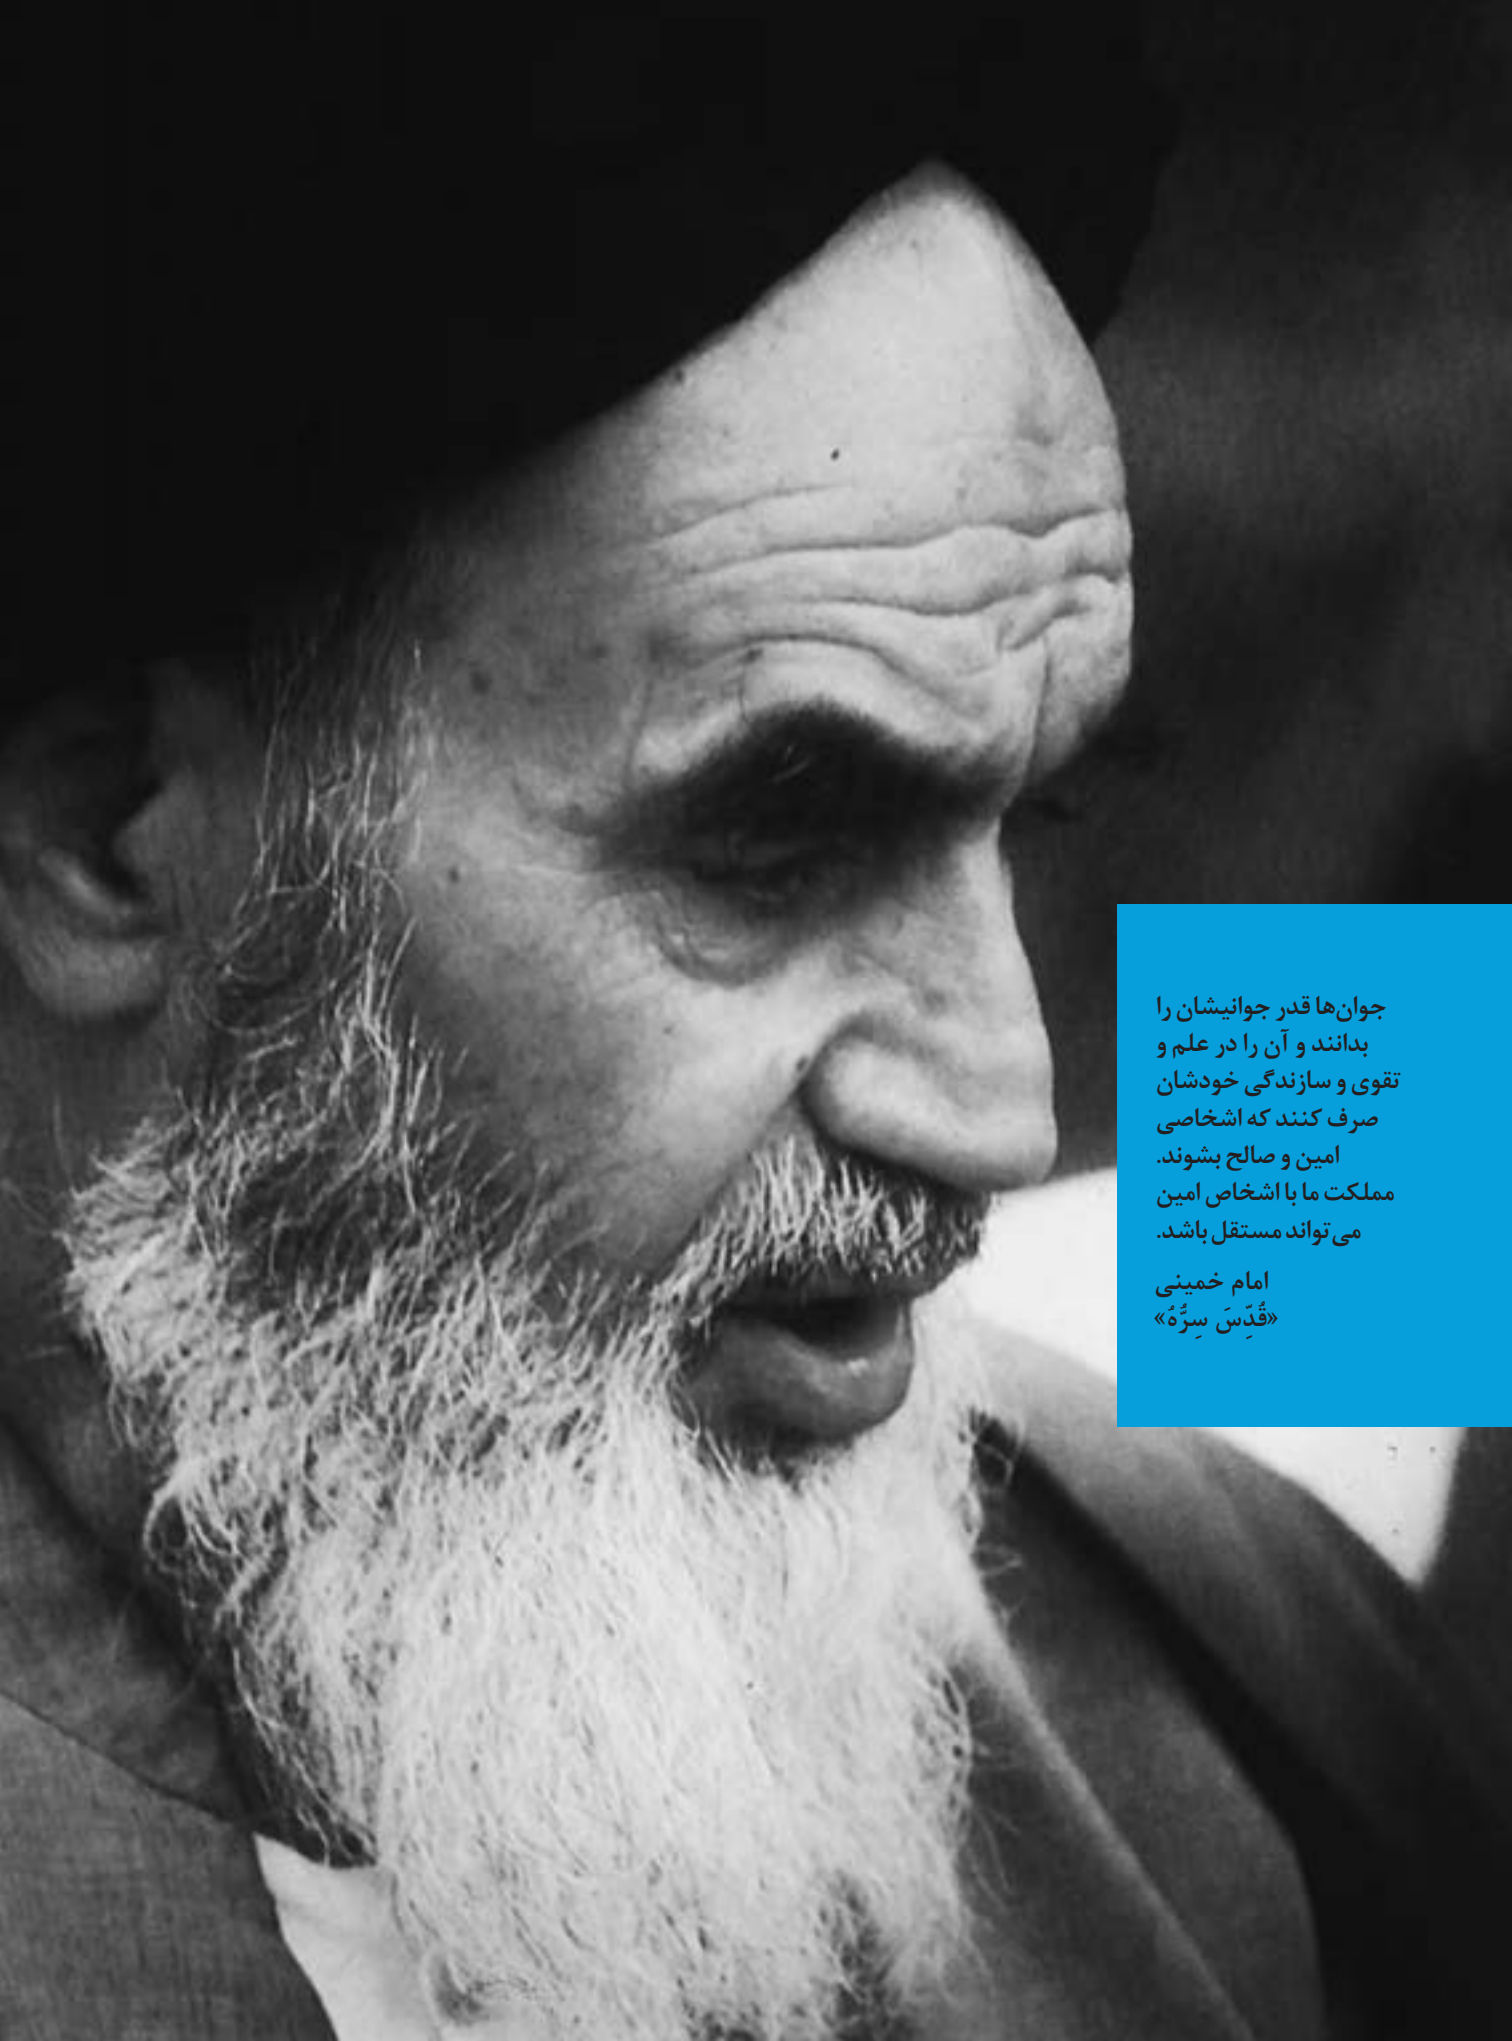 جوان‌ها قدر جوانیشان را
بدانند و آن را در علم و
تقوی و سازندگی خودشان
صرف کنند که اشخاصی
امین و صالح بشوند.
مملکت ما با اشخاص امین
می‌تواند مستقل باشد.
امام خمینی
«قُدِّسَ سِرُّهُ»